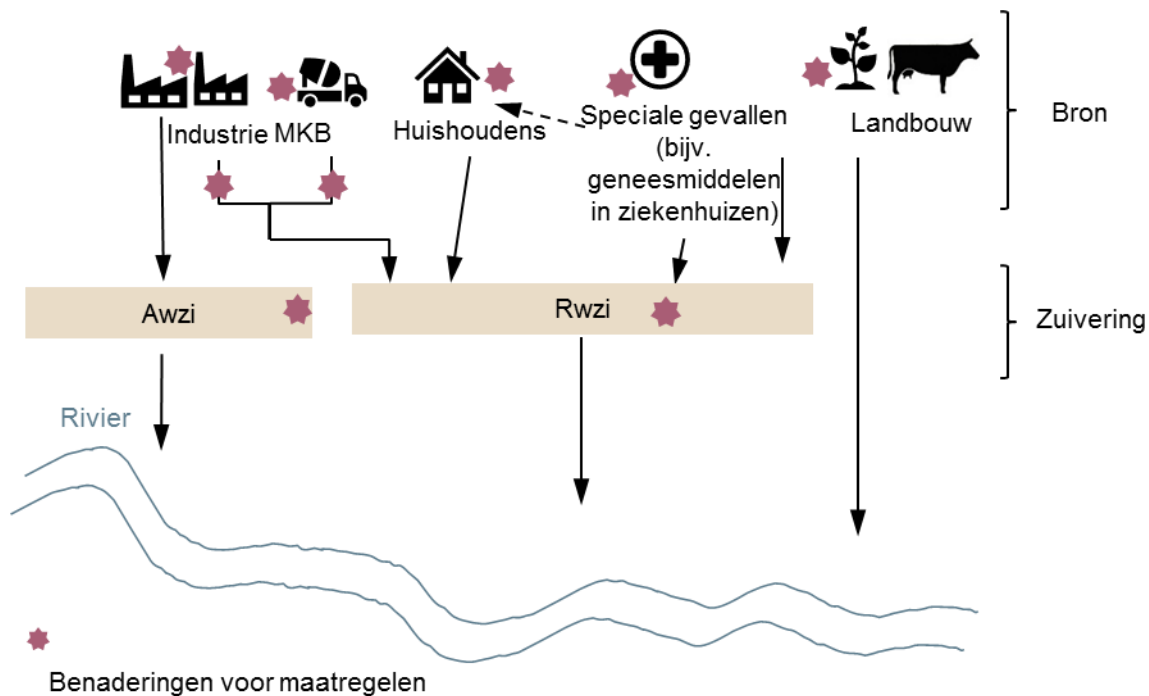 Industrie MKB
Huishoudens
Speciale gevallen
(bijv.
geneesmiddelen
in ziekenhuizen)
Landbouw
Bron
Awzi
Rwzi
Zuivering
Rivier
Benaderingen voor maatregelen